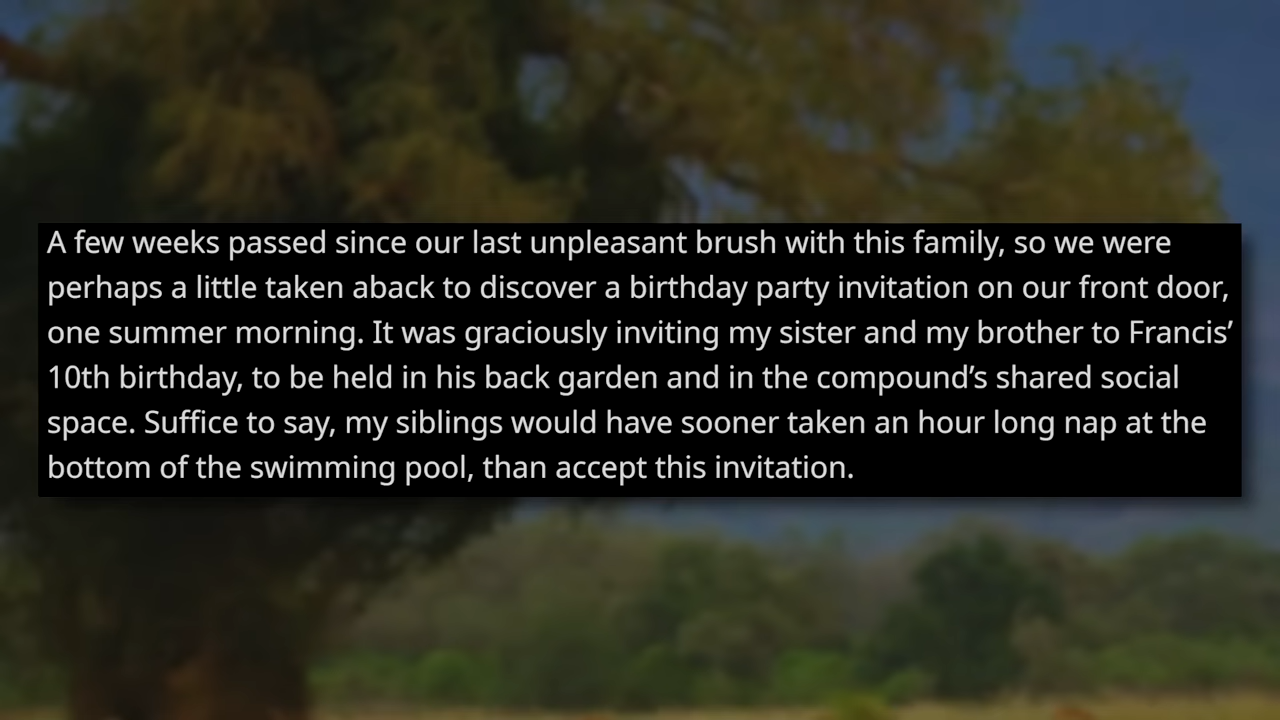 A few weeks passed since our last unpleasant brush with this family, so we were
perhaps a little taken aback to discover a birthday party invitation on our front door,
one summer morning. It was graciously inviting my sister and my brother to Francis’
10th birthday, to be held in his back garden and in the compound’s shared social
space. Suffice to say, my siblings would have sooner taken an hour long nap at the
bottom of the swimming pool, than accept this invitation.